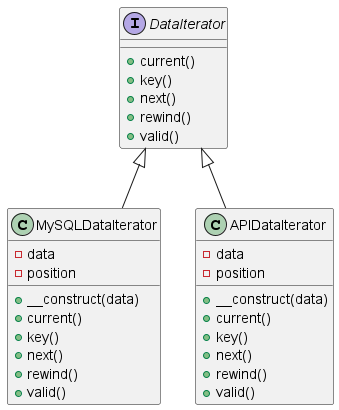 I DataIterator
current()
key()
next()
rewind()
valid()
C MySQLDataIterator
data
position
__construct(data)
current()
key()
next()
rewind()
valid()
C APIDataIterator
data
position
__construct(data)
current()
key()
next()
rewind()
valid()